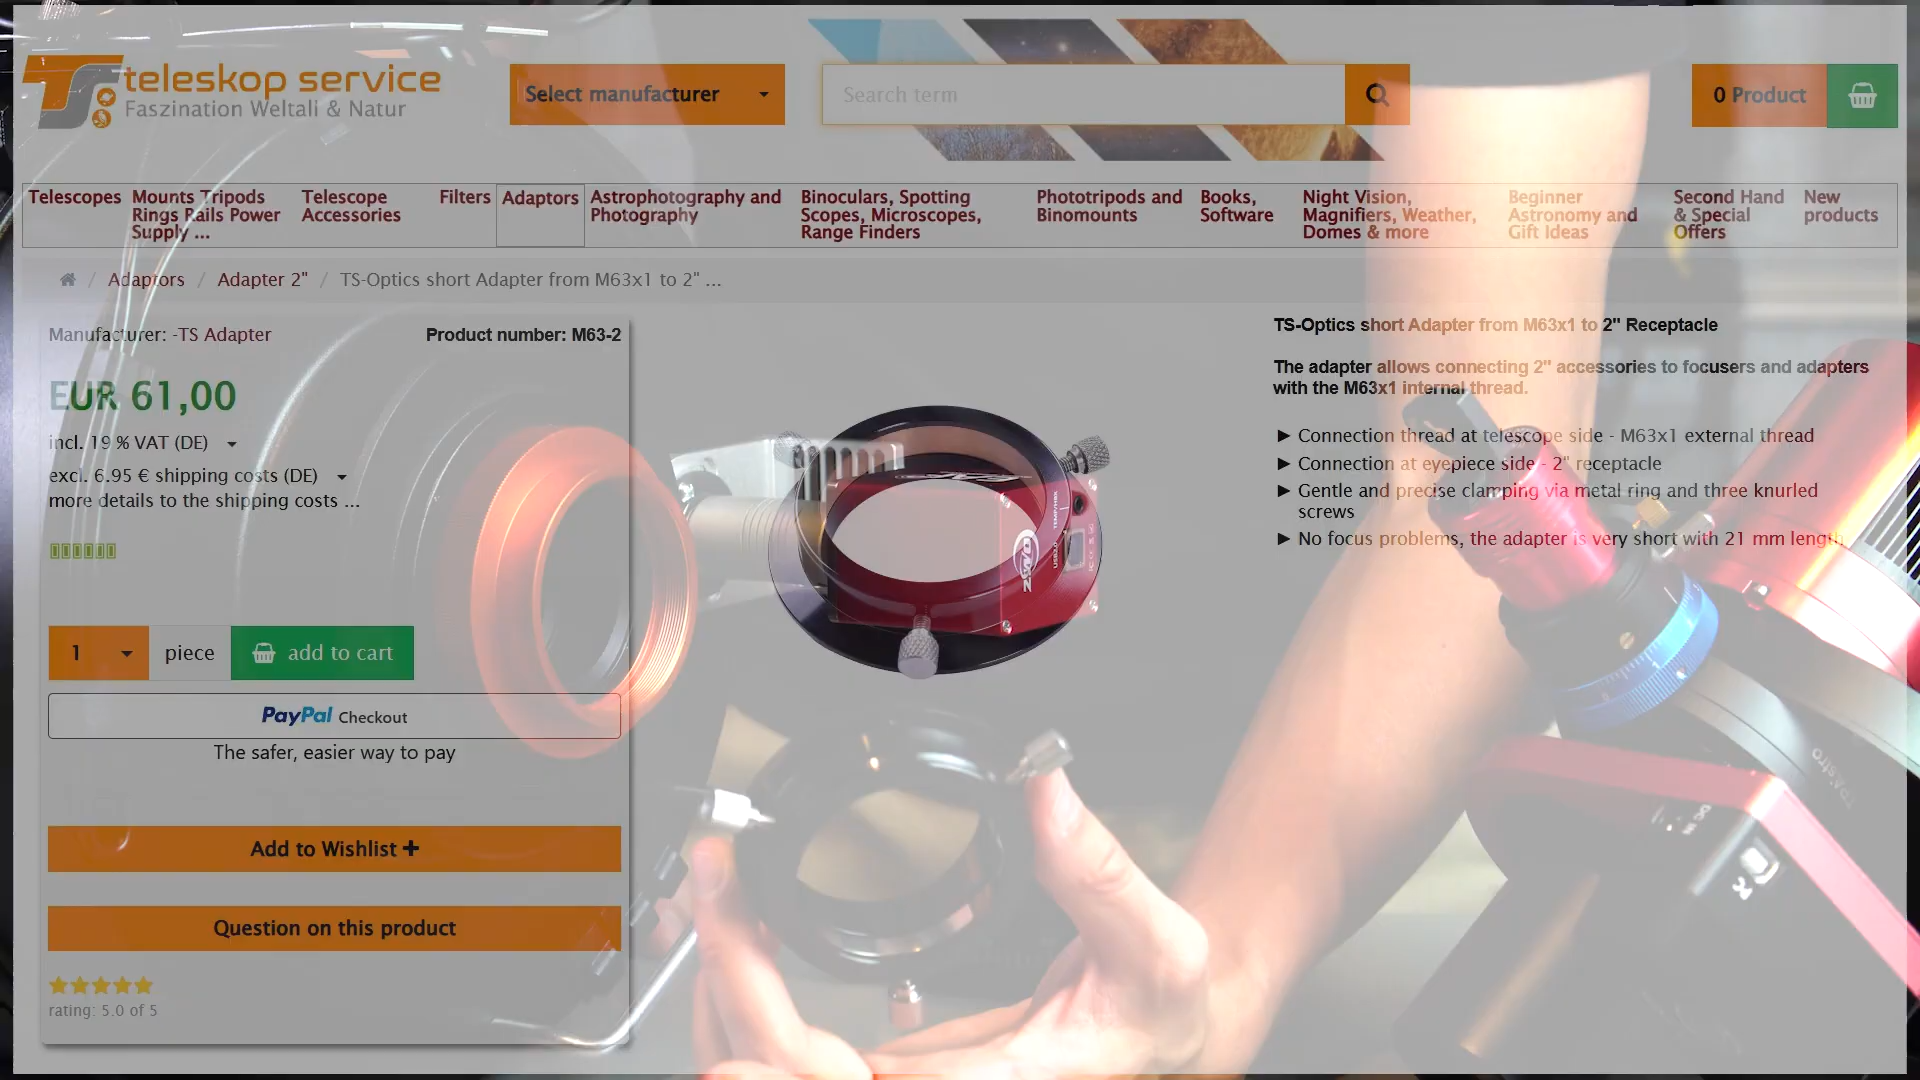 teleskop service
Faszination Weltall & Natur
Select manufacturer
Search term
0 Product
Telescopes
Mounts Tripods
Rings Rails Power
Supply ...
Telescope
Accessories
Filters
Adaptors
Astrophotography and
Photography
Binoculars, Spotting
Scopes, Microscopes,
Range Finders
Phototripods and
Binomounts
Books,
Software
Night Vision,
Magnifiers, Weather,
Domes & more
Beginner
Astronomy and
Gift Ideas
Second Hand
& Special
Offers
New
products
/ Adaptors / Adapter 2" / TS-Optics short Adapter from M63x1 to 2" ...
Manufacturer: -TS Adapter
Product number: M63-2
EUR 61,00
incl. 19 % VAT (DE)
excl. 6.95 € shipping costs (DE)
more details to the shipping costs ...
1
piece
add to cart
PayPal Checkout
The safer, easier way to pay
Add to Wishlist +
Question on this product
rating: 5.0 of 5
TS-Optics short Adapter from M63x1 to 2" Receptacle
The adapter allows connecting 2" accessories to focusers and adapters
with the M63x1 internal thread.
► Connection thread at telescope side - M63x1 external thread
► Connection at eyepiece side - 2" receptacle
► Gentle and precise clamping via metal ring and three knurled
screws
► No focus problems, the adapter is very short with 21 mm length
ZWO